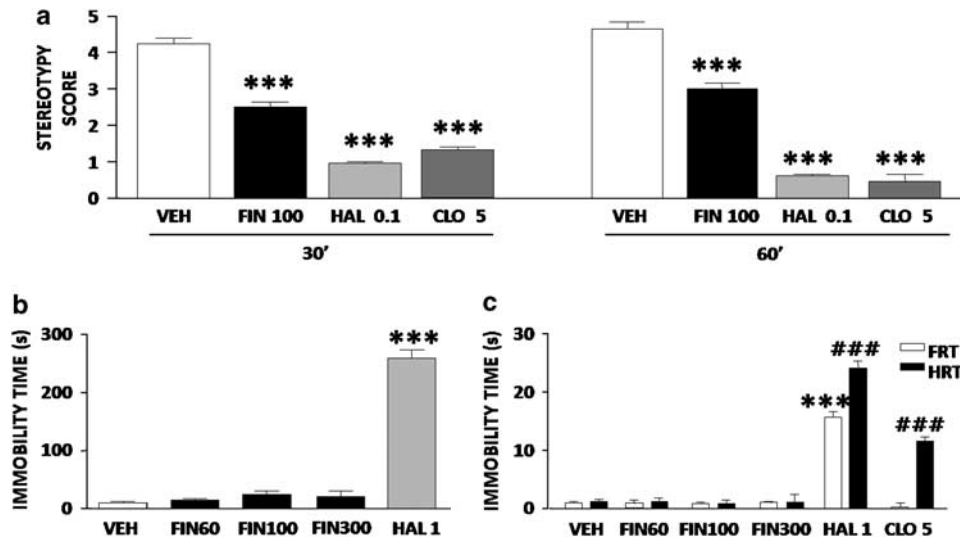 a
STEREOTYPY SCORE
5
4
3
2
1
0
*** *** ***
*** *** ***
VEH FIN 100 HAL 0.1 CLO 5
VEH FIN 100 HAL 0.1 CLO 5
30' 60'
b
IMMOBILITY TIME (s)
300
200
100
0
***
VEH FIN60 FIN100 FIN300 HAL 1
c
IMMOBILITY TIME (s)
30
20
10
0
FRT
HRT
###
***
###
VEH FIN60 FIN100 FIN300 HAL 1 CLO 5